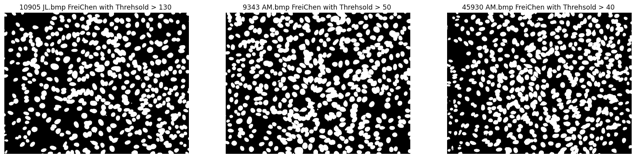 10905 JL.bmp FreiChen with Threhsold > 130
9343 AM.bmp FreiChen with Threhsold > 50
45930 AM.bmp FreiChen with Threhsold > 40